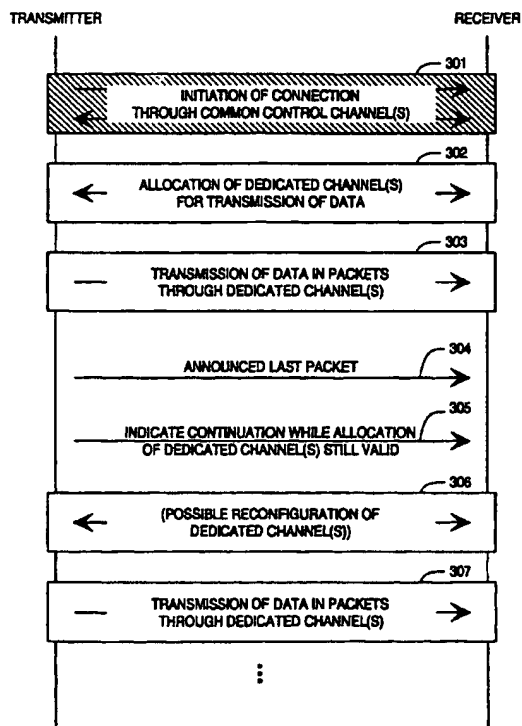 TRANSMITTER RECEIVER
301
INITIATION OF CONNECTION
THROUGH COMMON CONTROL CHANNEL(S)
302
ALLOCATION OF DEDICATED CHANNEL(S)
FOR TRANSMISSION OF DATA
303
TRANSMISSION OF DATA IN PACKETS
THROUGH DEDICATED CHANNEL(S)
304
ANNOUNCED LAST PACKET
305
INDICATE CONTINUATION WHILE ALLOCATION
OF DEDICATED CHANNEL(S) STILL VALID
306
(POSSIBLE RECONFIGURATION OF
DEDICATED CHANNEL(S))
307
TRANSMISSION OF DATA IN PACKETS
THROUGH DEDICATED CHANNEL(S)